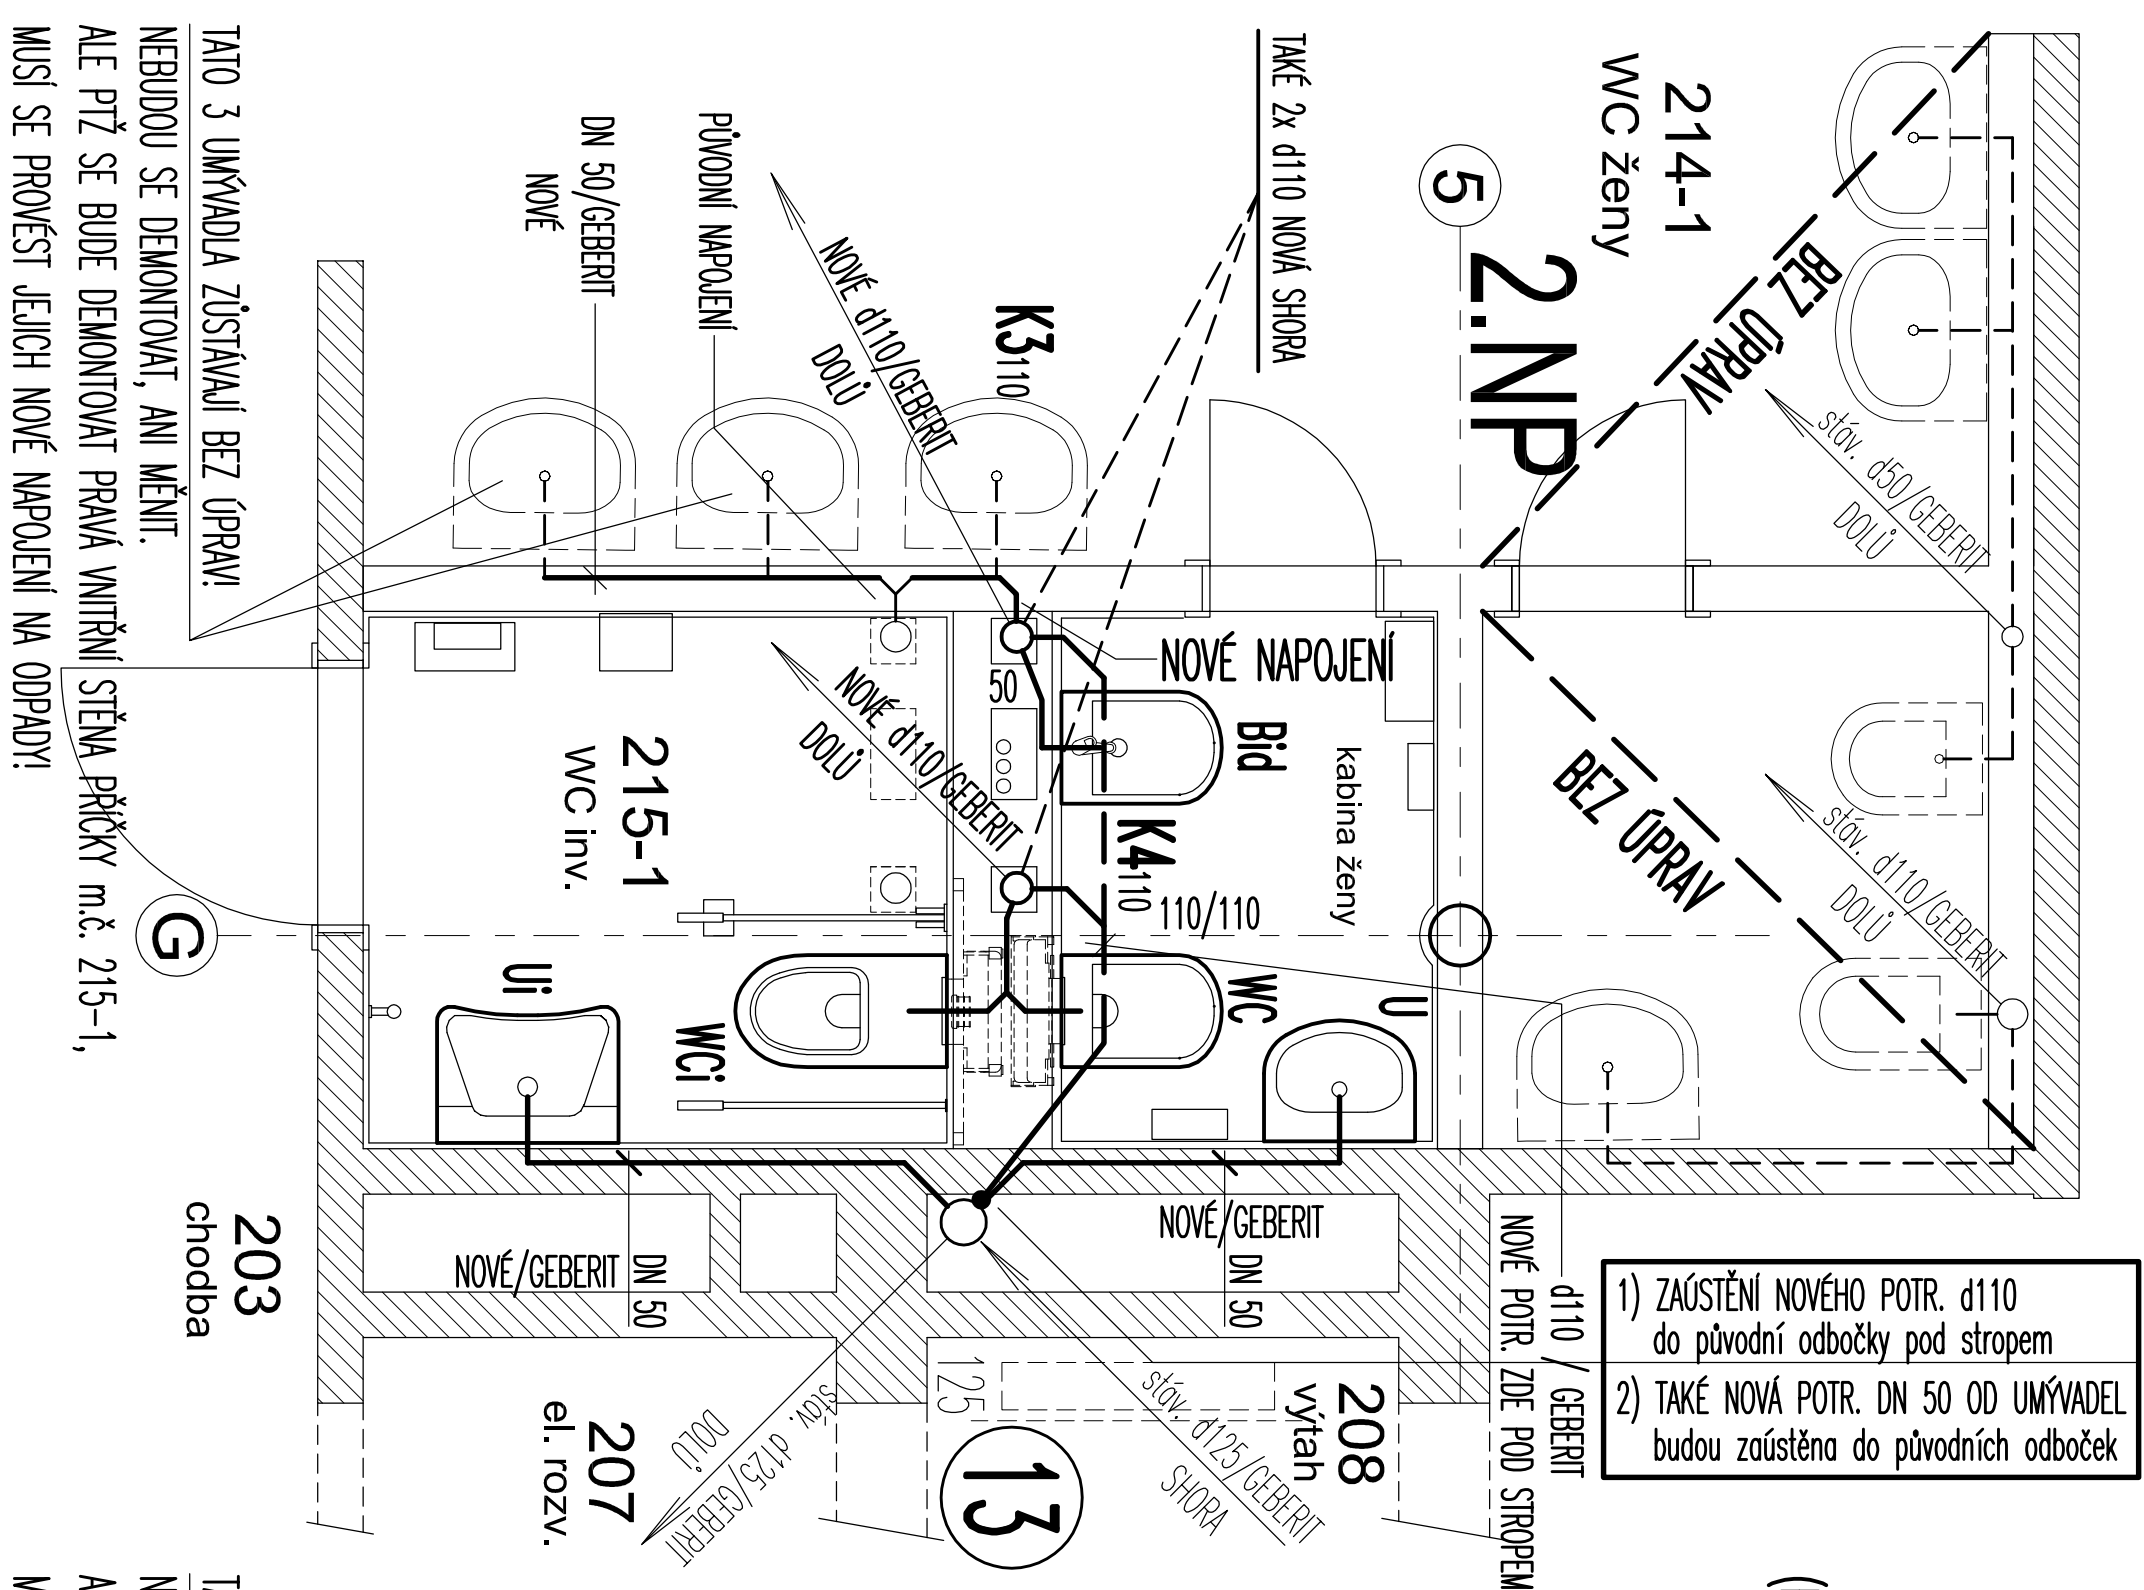 214-1
WC ženy
BEZ ÚPRAV
stáv. d50/GEBERIT
DOLŮ
5
2.NP
TAKÉ 2x d110 NOVÁ SHORA
K3110
NOVÉ d110/GEBERIT
DOLŮ
PŮVODNÍ NAPOJENÍ
DN 50/GEBERIT
NOVÉ
TATO 3 UMÝVADLA ZŮSTÁVAJÍ BEZ ÚPRAV!
NEBUDOU SE DEMONTOVAT, ANI MĚNIT.
ALE PTŽ SE BUDE DEMONTOVAT PRAVÁ VNITŘNÍ STĚNA PŘÍČKY m.č. 215-1,
MUSÍ SE PROVÉST JEJICH NOVÉ NAPOJENÍ NA ODPADY!
BEZ ÚPRAV
stáv. d110/GEBERIT
DOLŮ
NOVÉ NAPOJENÍ
50
Bid
kabina ženy
K4110
110/110
NOVÉ d110/GEBERIT
DOLŮ
215-1
WC inv.
G
Ui
WCi
WC
U
NOVÉ/GEBERIT
DN 50
NOVÉ/GEBERIT
DN 50
203
chodba
207
el. rozv.
stáv. d125/GEBERIT
DOLŮ
125
13
stáv. d125/GEBERIT
SHORA
208
výtah
d110 / GEBERIT
NOVÉ POTR. ZDE POD STROPEM
1) ZAÚSTĚNÍ NOVÉHO POTR. d110
do původní odbočky pod stropem
2) TAKÉ NOVÁ POTR. DN 50 OD UMÝVADEL
budou zaústěna do původních odboček